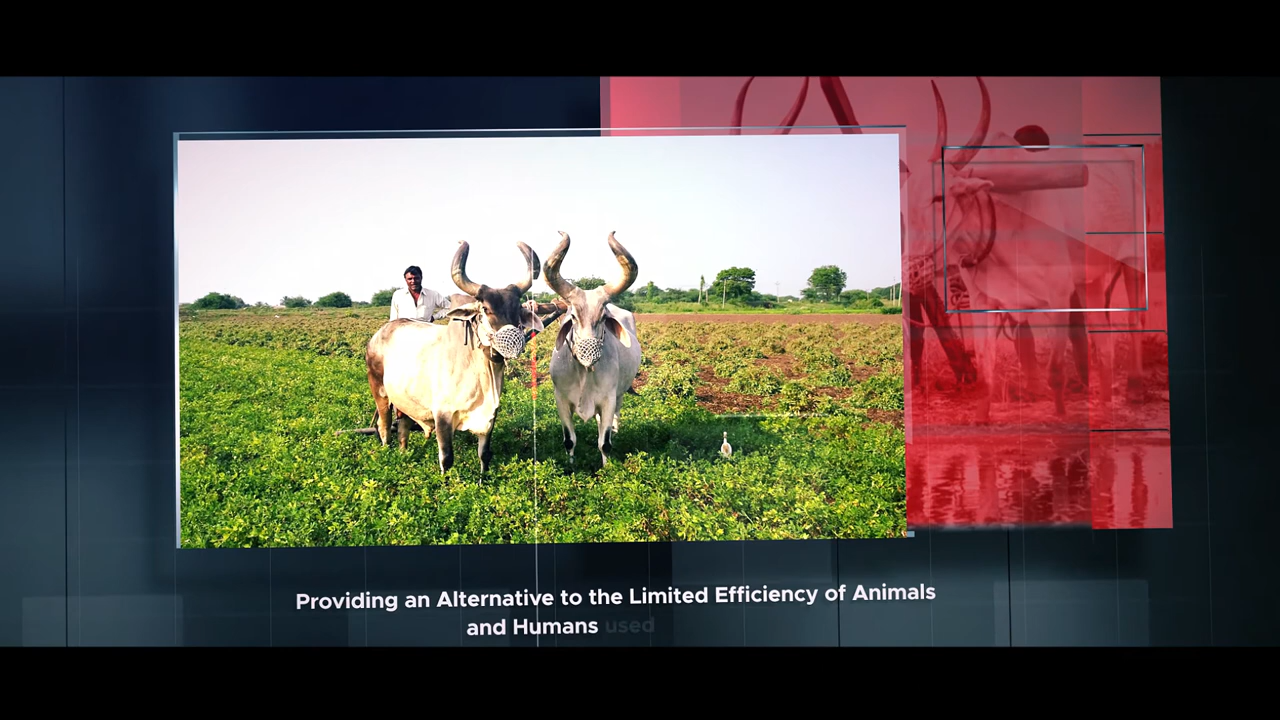 Providing an Alternative to the Limited Efficiency of Animals
and Humans used